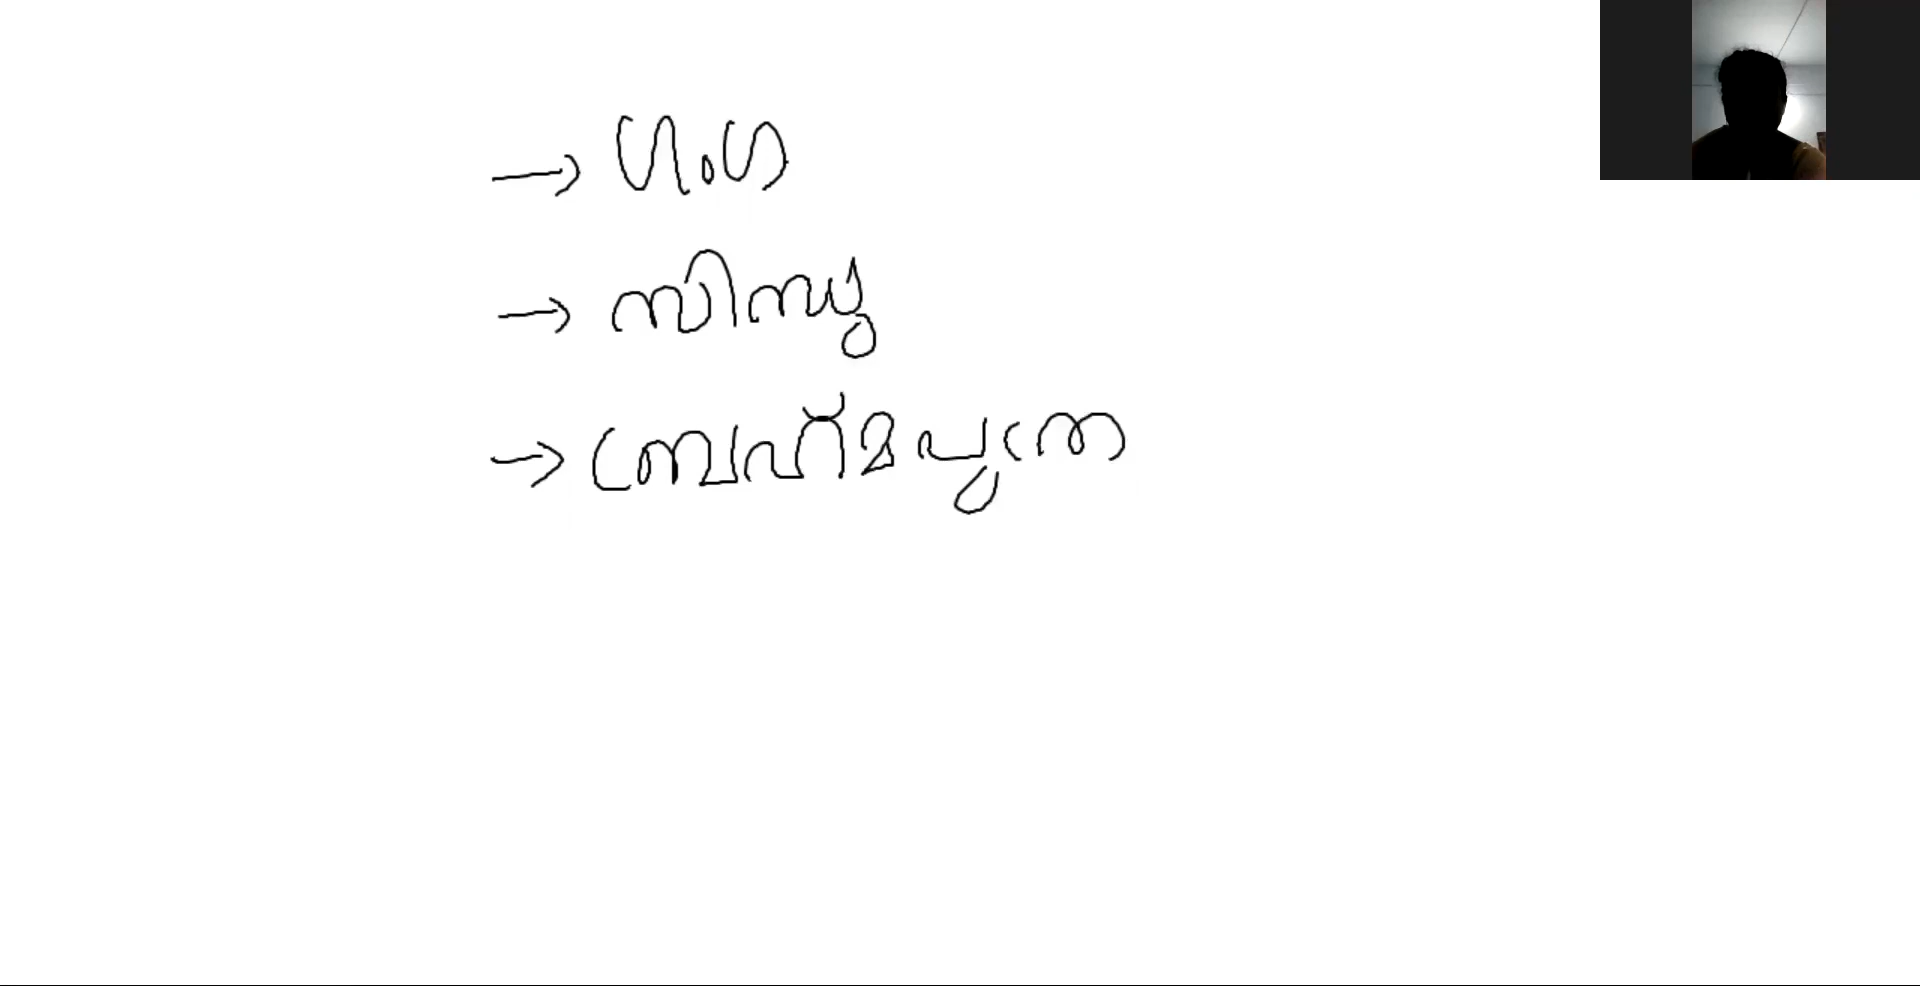 → ഗംഗ
→ സിന്ധു
→ ബ്രഹ്മപുത്ര